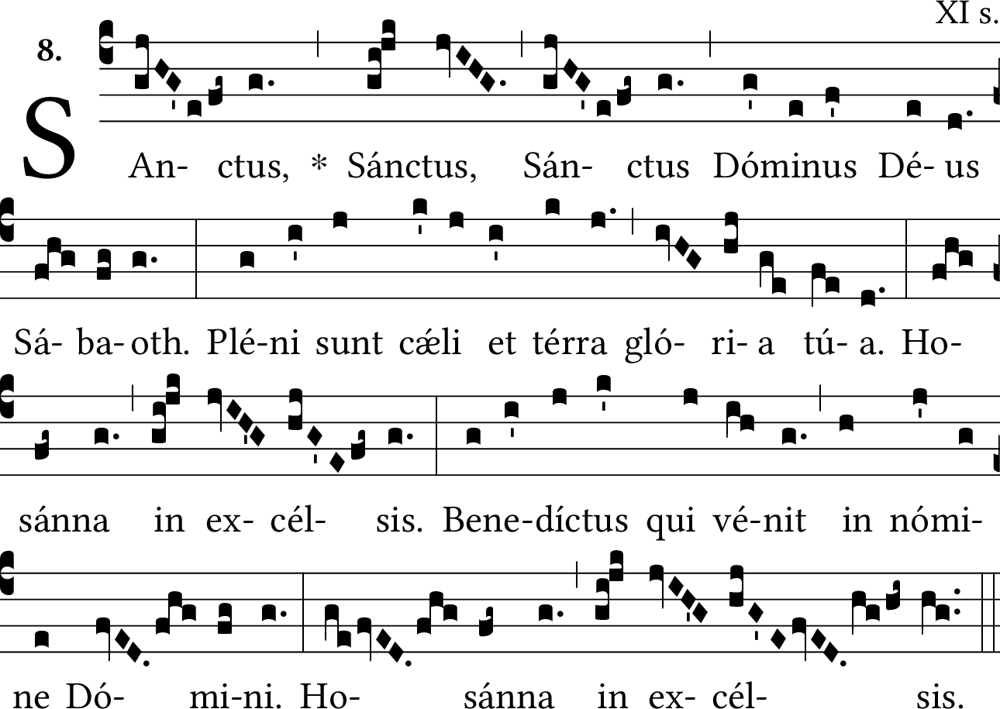 XI s.
8.
SAn- ctus, * Sánctus, Sán- ctus Dóminus Dé- us
Sá- ba- oth. Plé-ni sunt cǽli et térra gló- ri- a tú- a. Ho-
sánna in ex- cél- sis. Bene-díctus qui vé-nit in nómi-
ne Dó- mi-ni. Ho- sánna in ex- cél- sis.